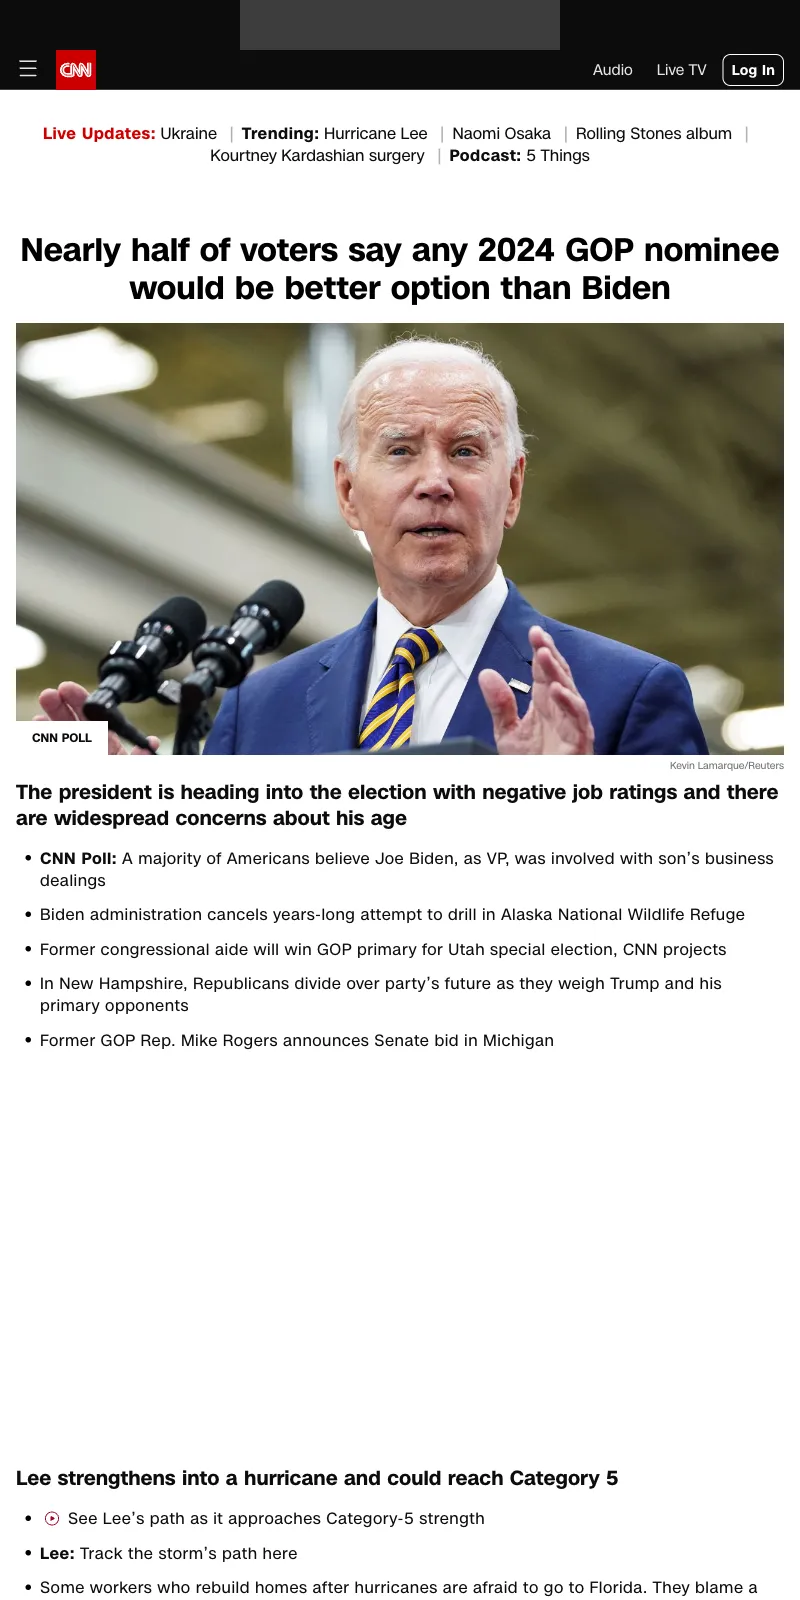 CNN
Audio
Live TV
Log In
Live Updates: Ukraine | Trending: Hurricane Lee | Naomi Osaka | Rolling Stones album |
Kourtney Kardashian surgery | Podcast: 5 Things
Nearly half of voters say any 2024 GOP nominee
would be better option than Biden
CNN POLL
Kevin Lamarque/Reuters
The president is heading into the election with negative job ratings and there
are widespread concerns about his age
• CNN Poll: A majority of Americans believe Joe Biden, as VP, was involved with son's business
dealings
• Biden administration cancels years-long attempt to drill in Alaska National Wildlife Refuge
• Former congressional aide will win GOP primary for Utah special election, CNN projects
• In New Hampshire, Republicans divide over party's future as they weigh Trump and his
primary opponents
• Former GOP Rep. Mike Rogers announces Senate bid in Michigan
Lee strengthens into a hurricane and could reach Category 5
• See Lee's path as it approaches Category-5 strength
• Lee: Track the storm's path here
• Some workers who rebuild homes after hurricanes are afraid to go to Florida. They blame a